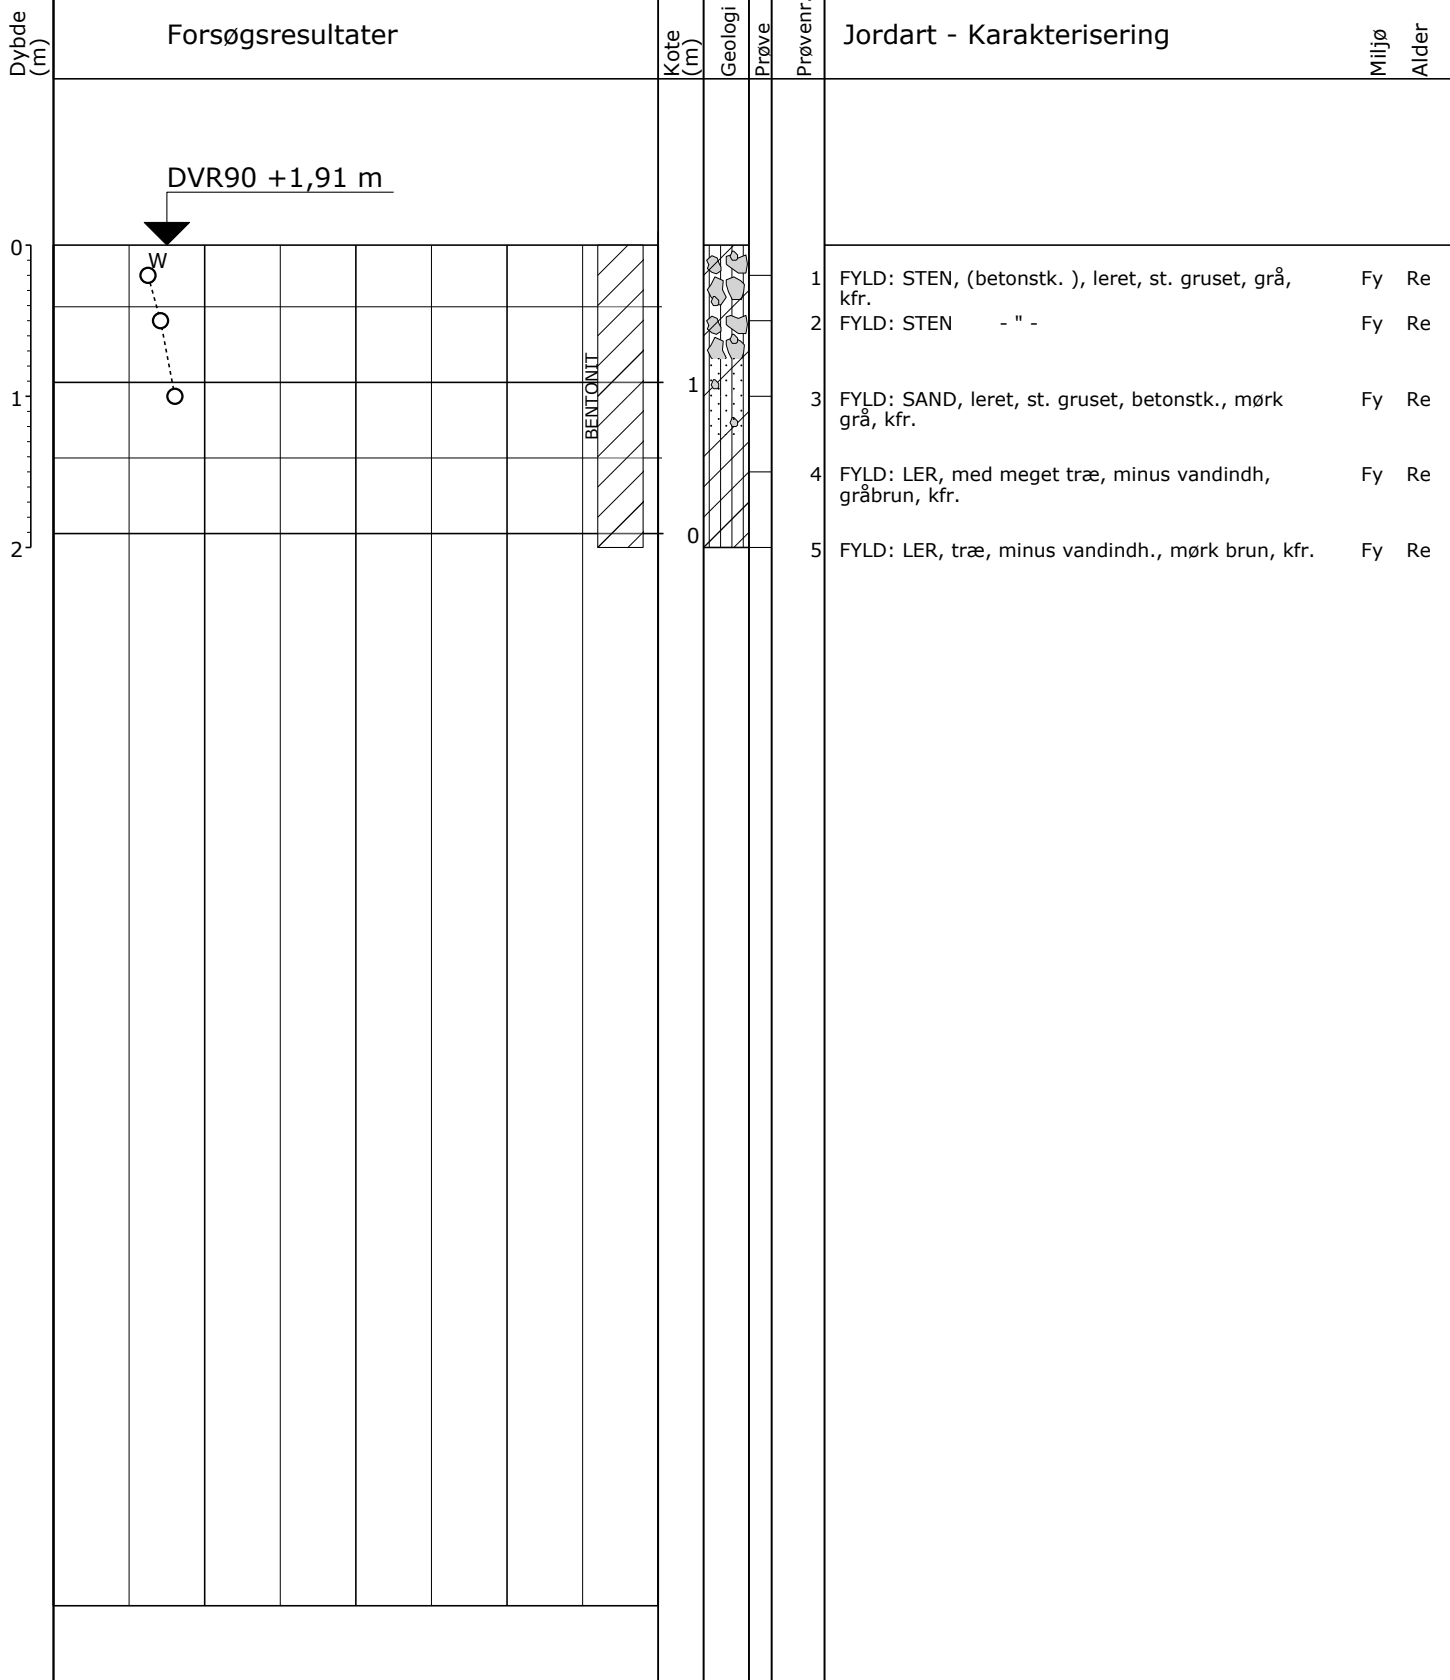 Dybde
(m)
Forsøgsresultater
Kote
(m)
Geologi
Prøve
Prøvenr.
Jordart - Karakterisering
Miljø
Alder
DVR90 +1,91 m
0
W
1 FYLD: STEN, (betonstk. ), leret, st. gruset, grå, Fy Re
kfr.
2 FYLD: STEN - " - Fy Re
BENTONIT
1
1
3 FYLD: SAND, leret, st. gruset, betonstk., mørk Fy Re
grå, kfr.
4 FYLD: LER, med meget træ, minus vandindh, Fy Re
gråbrun, kfr.
0
2
5 FYLD: LER, træ, minus vandindh., mørk brun, kfr. Fy Re